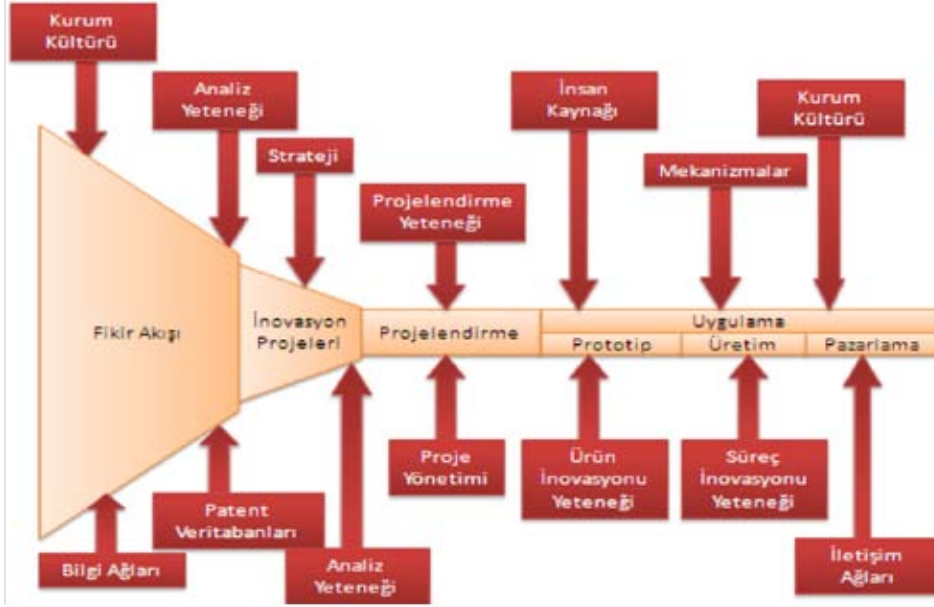 Kurum
Kültürü
Analiz
Yeteneği
Strateji
Projelendirme
Yeteneği
İnsan
Kaynağı
Mekanizmalar
Kurum
Kültürü
Fikir Akışı
İnovasyon
Projeleri
Projelendirme
Uygulama
Prototip
Üretim
Pazarlama
Bilgi Ağları
Patent
Veritabanları
Analiz
Yeteneği
Proje
Yönetimi
Ürün
İnovasyonu
Yeteneği
Süreç
İnovasyonu
Yeteneği
İletişim
Ağları